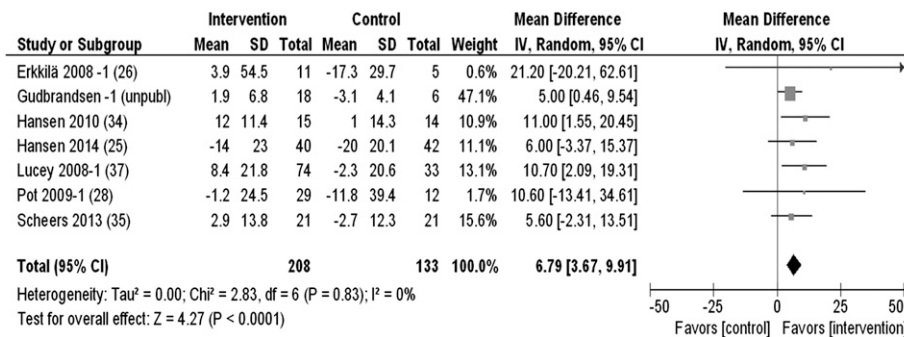 Intervention Control Mean Difference Mean Difference
Study or Subgroup Mean SD Total Mean SD Total Weight IV, Random, 95% CI IV, Random, 95% CI
Erkkilä 2008 -1 (26) 3.9 54.5 11 -17.3 29.7 5 0.6% 21.20 [-20.21, 62.61]
Gudbrandsen -1 (unpubl) 1.9 6.8 18 -3.1 4.1 6 47.1% 5.00 [0.46, 9.54]
Hansen 2010 (34) 12 11.4 15 1 14.3 14 10.9% 11.00 [1.55, 20.45]
Hansen 2014 (25) -14 23 40 -20 20.1 42 11.1% 6.00 [-3.37, 15.37]
Lucey 2008-1 (37) 8.4 21.8 74 -2.3 20.6 33 13.1% 10.70 [2.09, 19.31]
Pot 2009-1 (28) -1.2 24.5 29 -11.8 39.4 12 1.7% 10.60 [-13.41, 34.61]
Scheers 2013 (35) 2.9 13.8 21 -2.7 12.3 21 15.6% 5.60 [-2.31, 13.51]
Total (95% CI) 208 133 100.0% 6.79 [3.67, 9.91]
Heterogeneity: Tau² = 0.00; Chi² = 2.83, df = 6 (P = 0.83); I² = 0%
Test for overall effect: Z = 4.27 (P < 0.0001)
-50 -25 0 25 50
Favors [control] Favors [intervention]